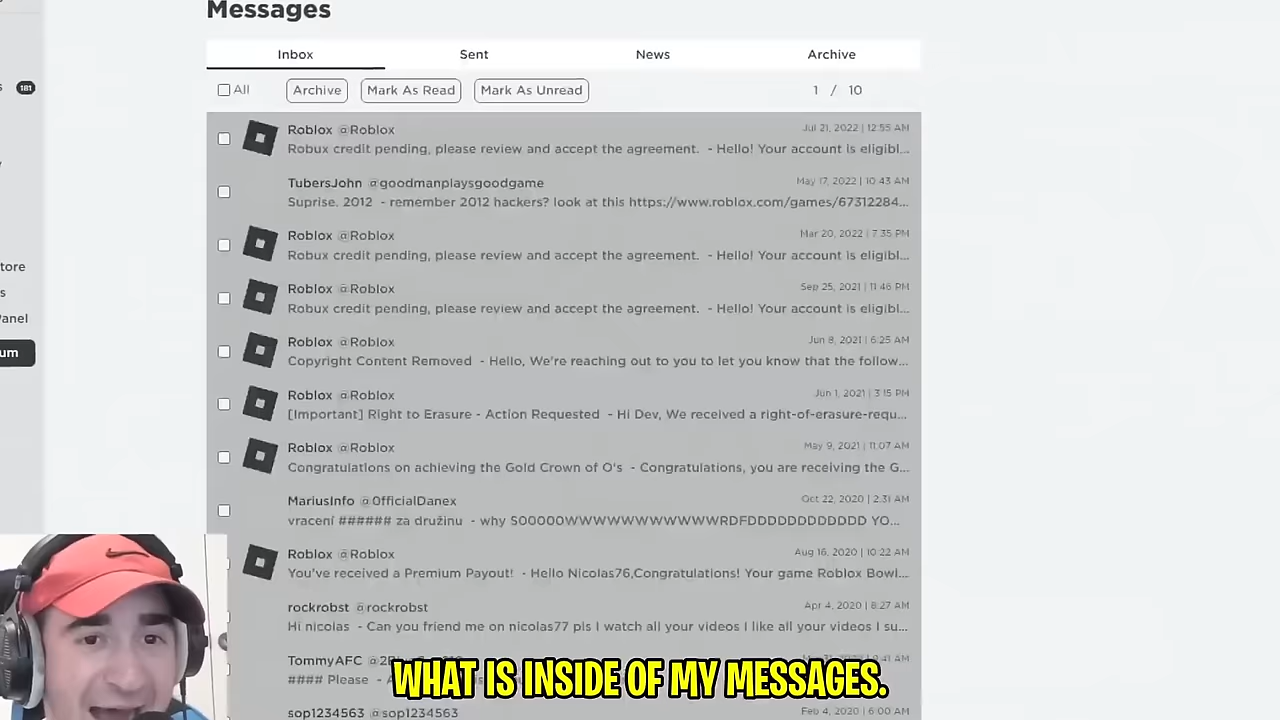 Messages
Inbox Sent News Archive
All Archive Mark As Read Mark As Unread 1 / 10
181
Roblox @Roblox Jul 21, 2022 | 12:55 AM
Robux credit pending, please review and accept the agreement. - Hello! Your account is eligibl...
TubersJohn @goodmanplaysgoodgame May 17, 2022 | 10:43 AM
Suprise. 2012 - remember 2012 hackers? look at this https://www.roblox.com/games/67312284...
Roblox @Roblox Mar 20, 2022 | 7:35 PM
Robux credit pending, please review and accept the agreement. - Hello! Your account is eligibl...
tore
Roblox @Roblox Sep 25, 2021 | 11:46 PM
s
Robux credit pending, please review and accept the agreement. - Hello! Your account is eligibl...
Panel
Roblox @Roblox Jun 8, 2021 | 6:25 AM
um
Copyright Content Removed - Hello, We're reaching out to you to let you know that the follow...
Roblox @Roblox Jun 1, 2021 | 3:15 PM
[Important] Right to Erasure - Action Requested - Hi Dev, We received a right-of-erasure-requ...
Roblox @Roblox May 9, 2021 | 11:07 AM
Congratulations on achieving the Gold Crown of O's - Congratulations, you are receiving the G...
MariusInfo @0fficialDanex Oct 22, 2020 | 2:31 AM
vracení ###### za družinu - why SOOOOOWWWWWWWWWWWRDFDDDDDDDDDDDD YO...
Roblox @Roblox Aug 16, 2020 | 10:22 AM
You've received a Premium Payout! - Hello Nicolas76,Congratulations! Your game Roblox Bowl...
rockrobst @rockrobst Apr 4, 2020 | 8:27 AM
Hi nicolas - Can you friend me on nicolas77 pls I watch all your videos I like all your videos I su...
TommyAFC
#### Please -
WHAT IS INSIDE OF MY MESSAGES.
sop1234563 @sop1234563 Feb 4, 2020 | 6:00 AM